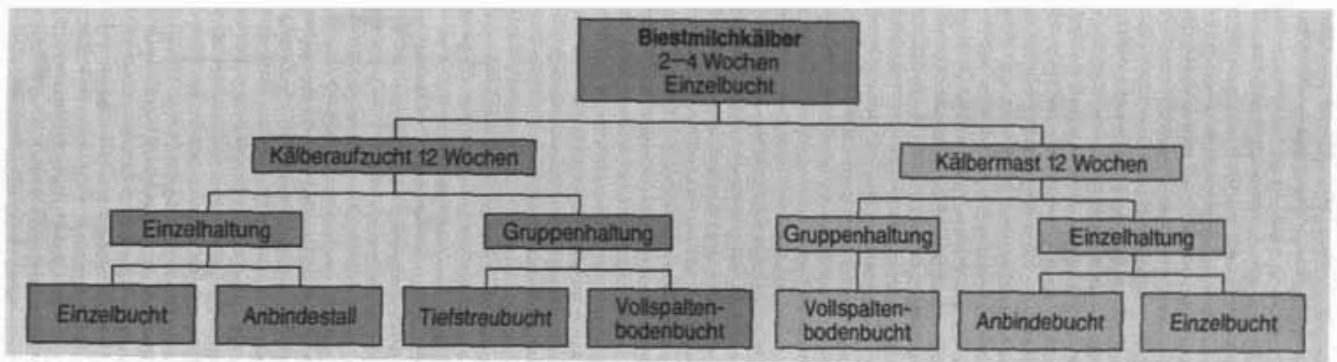 Biestmilchkälber
2–4 Wochen
Einzelbucht
Kälberaufzucht 12 Wochen
Kälbermast 12 Wochen
Einzelhaltung
Gruppenhaltung
Gruppenhaltung
Einzelhaltung
Einzelbucht
Anbindestall
Tiefstreubucht
Vollspalten-
bodenbucht
Vollspalten-
bodenbucht
Anbindebucht
Einzelbucht